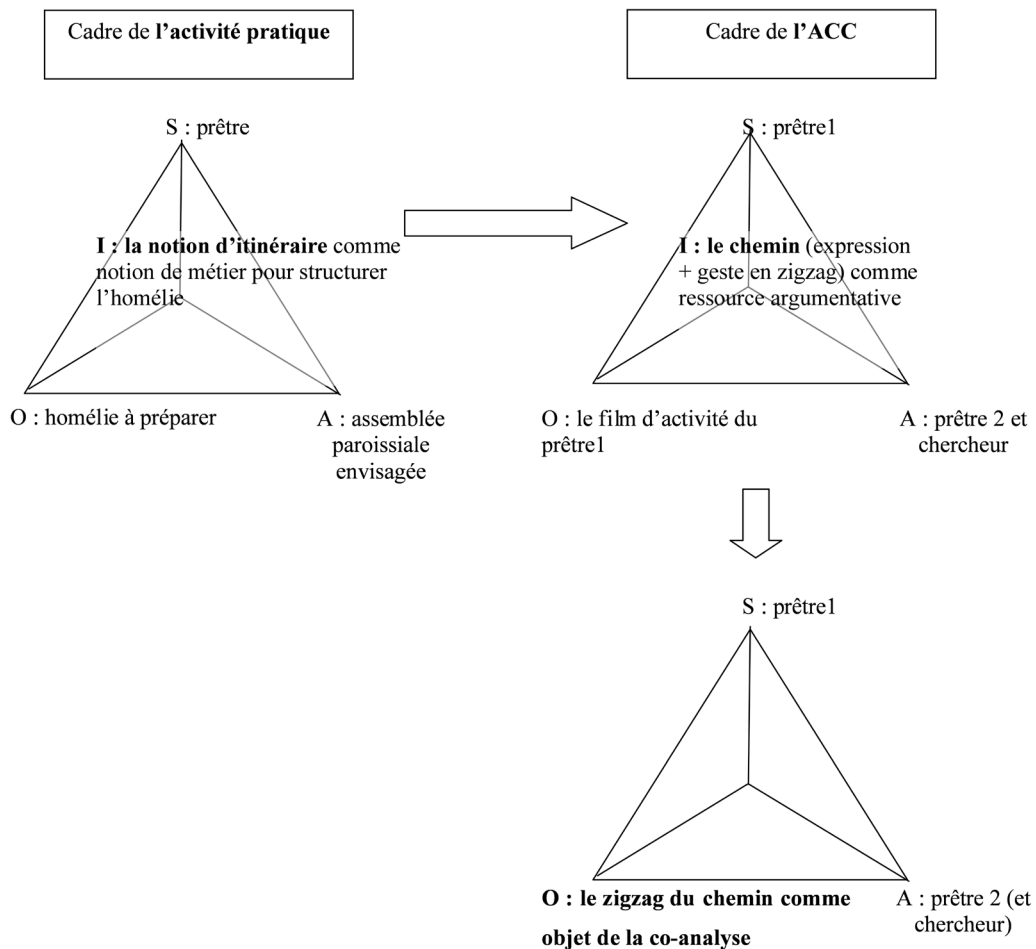 Cadre de l'activité pratique
Cadre de l'ACC
S : prêtre
I : la notion d'itinéraire comme
notion de métier pour structurer
l'homélie
O : homélie à préparer
A : assemblée
paroissiale
envisagée
S : prêtre1
I : le chemin (expression
+ geste en zigzag) comme
ressource argumentative
O : le film d'activité du
prêtre1
A : prêtre 2 et
chercheur
S : prêtre1
O : le zigzag du chemin comme
objet de la co-analyse
A : prêtre 2 (et
chercheur)